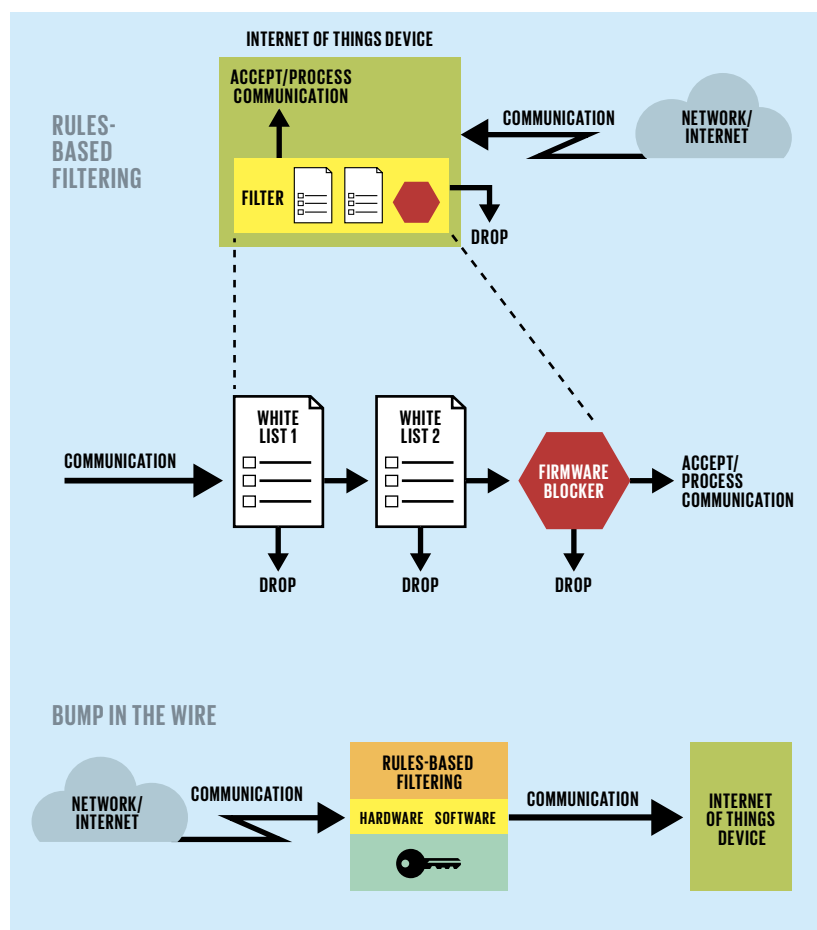 INTERNET OF THINGS DEVICE
RULES-
BASED
FILTERING
ACCEPT/PROCESS
COMMUNICATION
COMMUNICATION
NETWORK/
INTERNET
FILTER
DROP
COMMUNICATION
WHITE
LIST 1
WHITE
LIST 2
FIRMWARE
BLOCKER
ACCEPT/
PROCESS
COMMUNICATION
DROP
DROP
DROP
BUMP IN THE WIRE
NETWORK/
INTERNET
COMMUNICATION
RULES-BASED
FILTERING
HARDWARE SOFTWARE
COMMUNICATION
INTERNET
OF THINGS
DEVICE